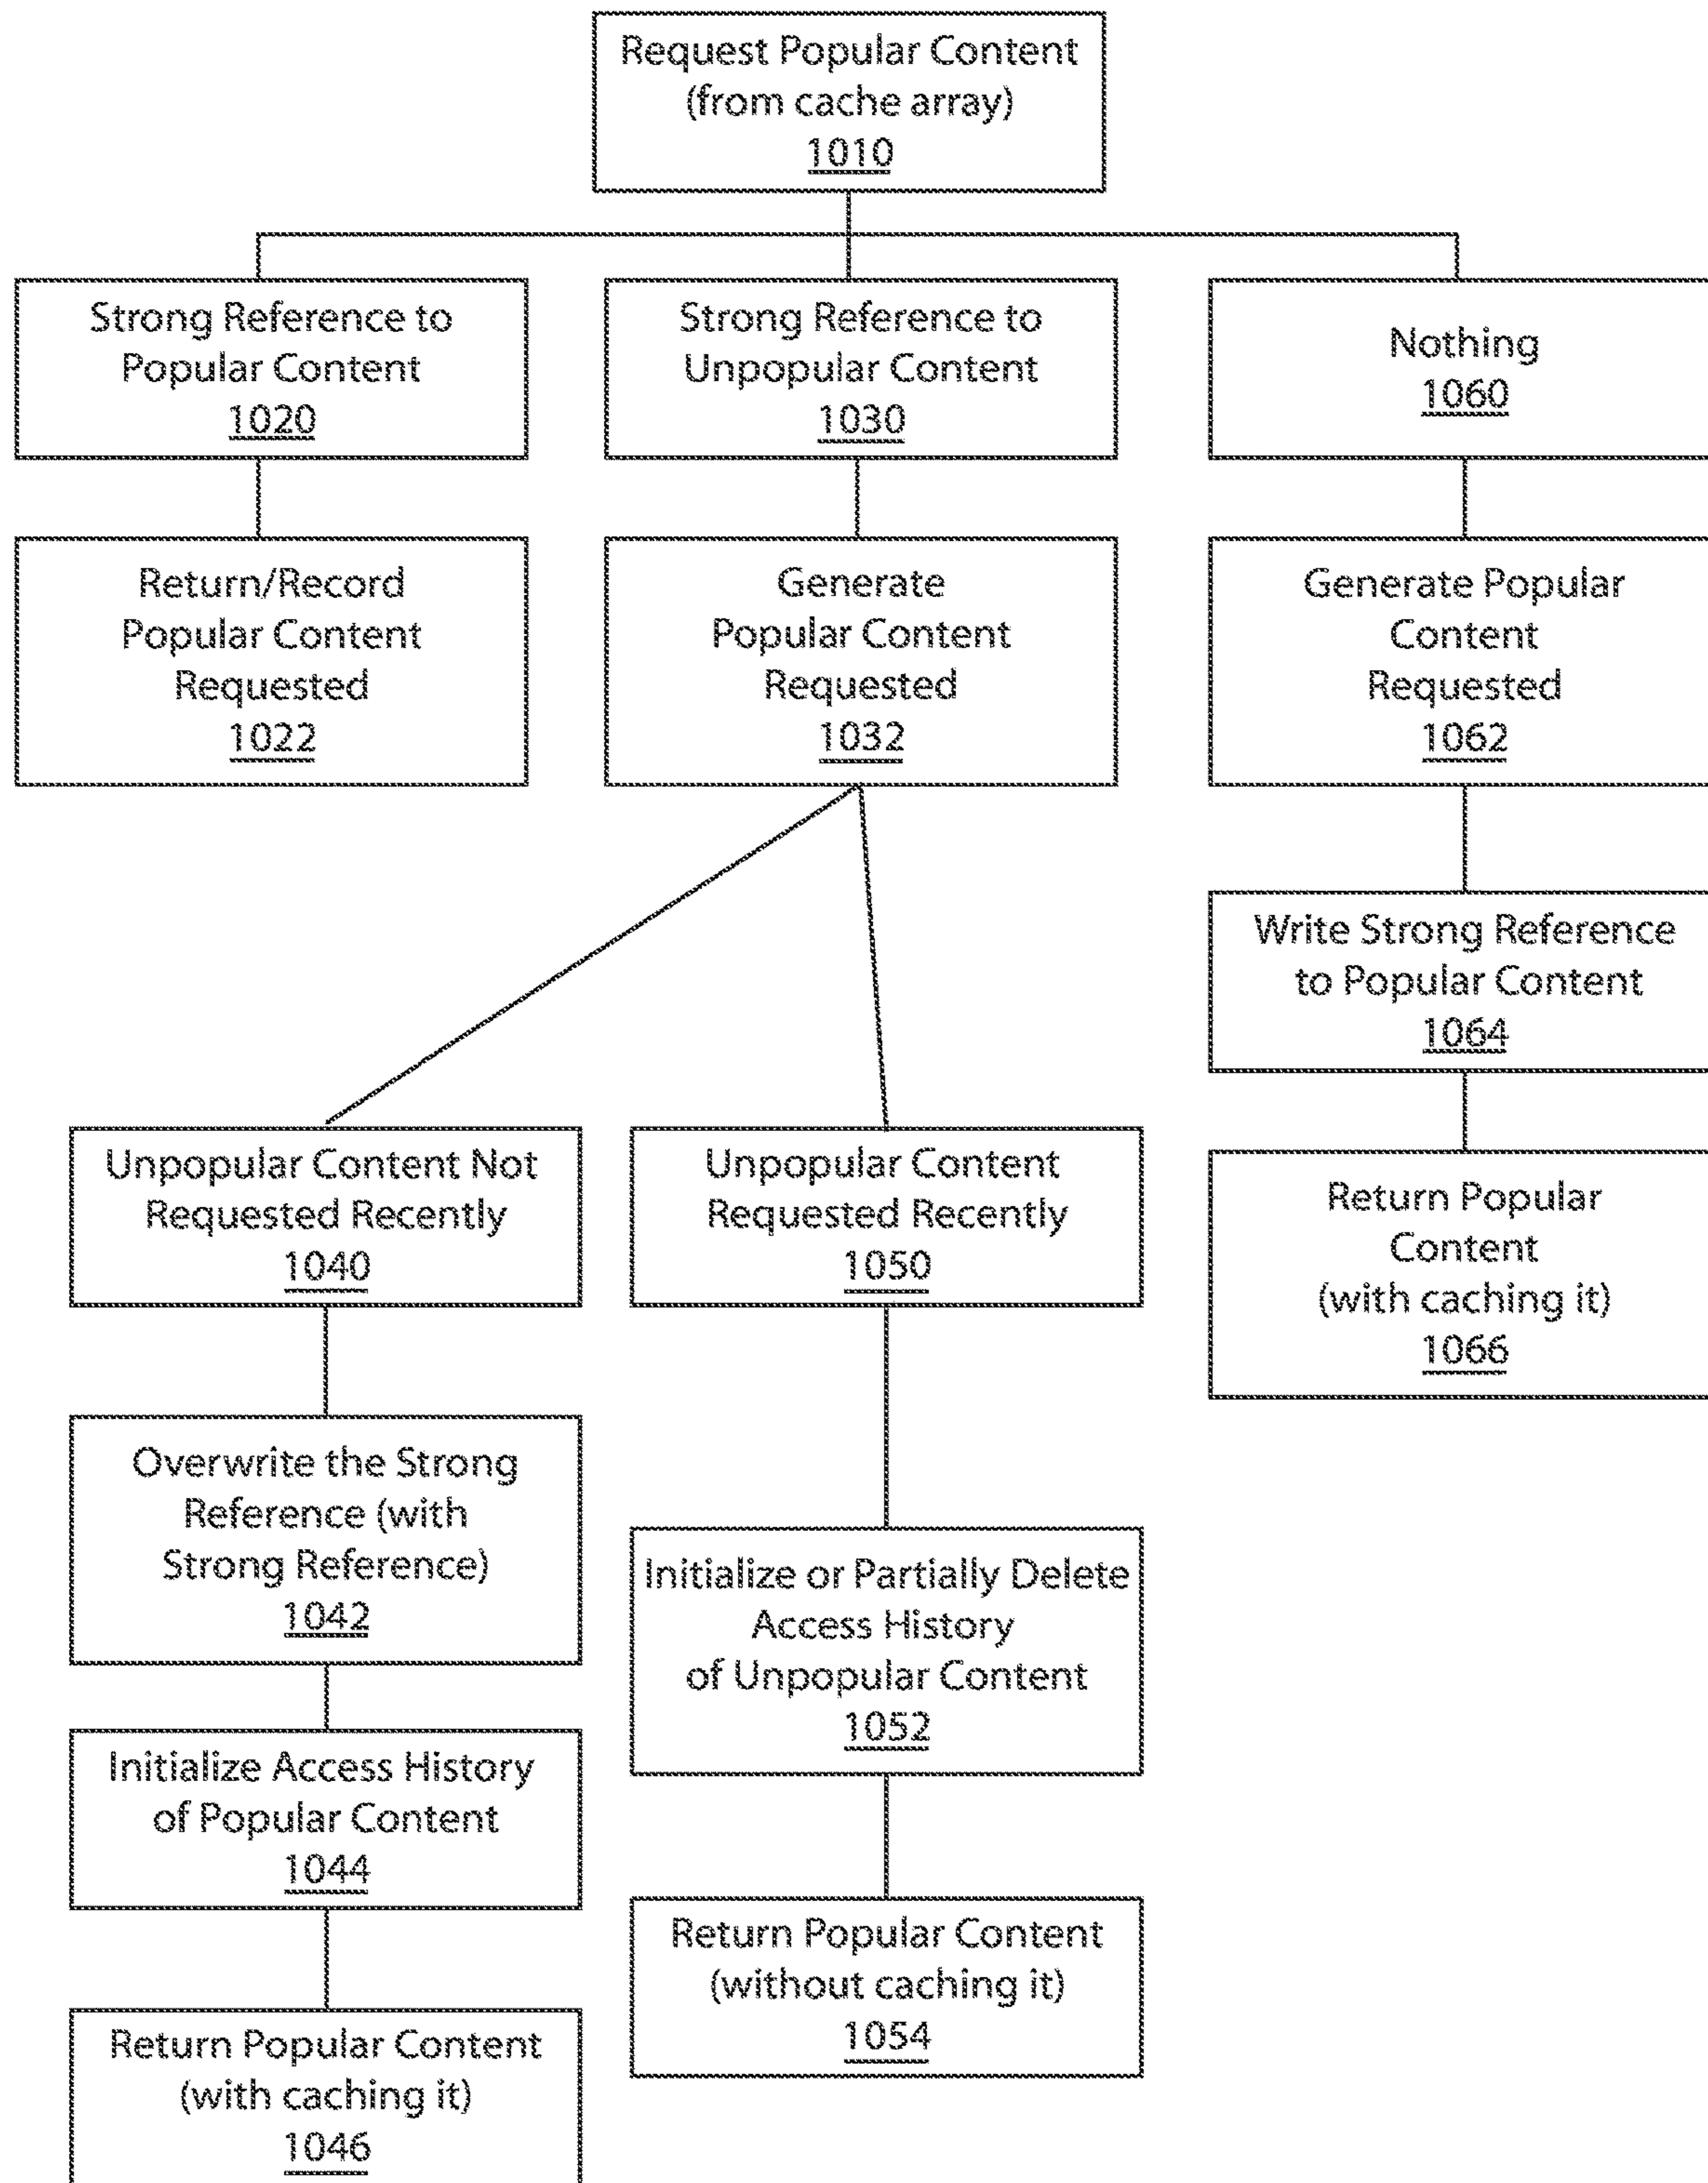 Request Popular Content
(from cache array)
1010
Strong Reference to
Popular Content
1020
Strong Reference to
Unpopular Content
1030
Nothing
1060
Return/Record
Popular Content
Requested
1022
Generate
Popular Content
Requested
1032
Generate Popular
Content
Requested
1062
Write Strong Reference
to Popular Content
1064
Unpopular Content Not
Requested Recently
1040
Unpopular Content
Requested Recently
1050
Return Popular
Content
(with caching it)
1066
Overwrite the Strong
Reference (with
Strong Reference)
1042
Initialize or Partially Delete
Access History
of Unpopular Content
1052
Initialize Access History
of Popular Content
1044
Return Popular Content
(without caching it)
1054
Return Popular Content
(with caching it)
1046